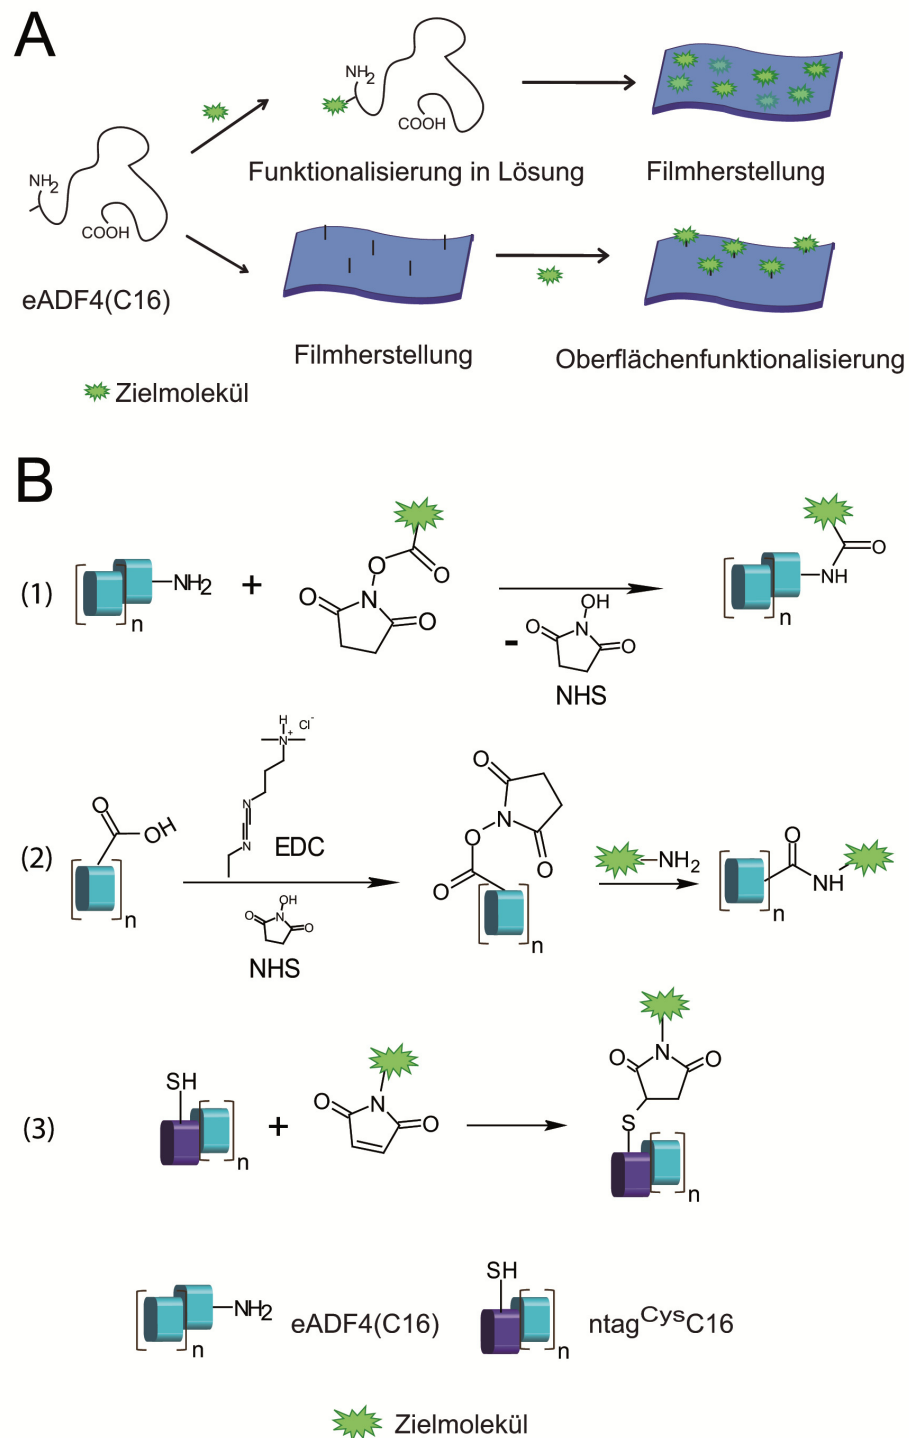 A
NH2
COOH
Funktionalisierung in Lösung
Filmherstellung
NH2
COOH
eADF4(C16)
Filmherstellung
Oberflächenfunktionalisierung
Zielmolekül
B
(1)
n
NH2
+
O
O
N
O
O
-
OH
O
N
O
NHS
O
NH
n
(2)
O
OH
n
H
N+
Cl-
N
N
EDC
OH
O
N
O
NHS
O
N
O
O
O
n
NH2
O
NH
n
(3)
SH
n
+
N
O
O
N
O
O
S
n
NH2
n
eADF4(C16)
SH
n
ntagCysC16
Zielmolekül